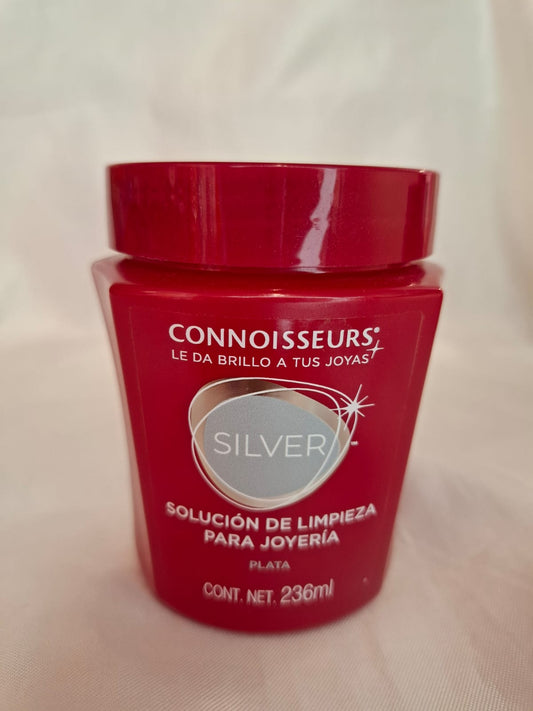 CONNOISSEURS®
LE DA BRILLO A TUS JOYAS
SILVER
SOLUCIÓN DE LIMPIEZA
PARA JOYERÍA
PLATA
CONT. NET. 236ml